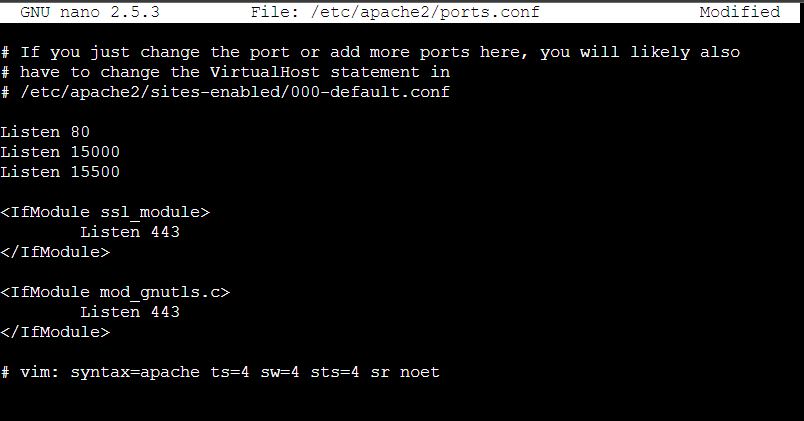 GNU nano 2.5.3 File: /etc/apache2/ports.conf Modified
# If you just change the port or add more ports here, you will likely also
# have to change the VirtualHost statement in
# /etc/apache2/sites-enabled/000-default.conf
Listen 80
Listen 15000
Listen 15500
<IfModule ssl_module>
Listen 443
</IfModule>
<IfModule mod_gnutls.c>
Listen 443
</IfModule>
# vim: syntax=apache ts=4 sw=4 sts=4 sr noet